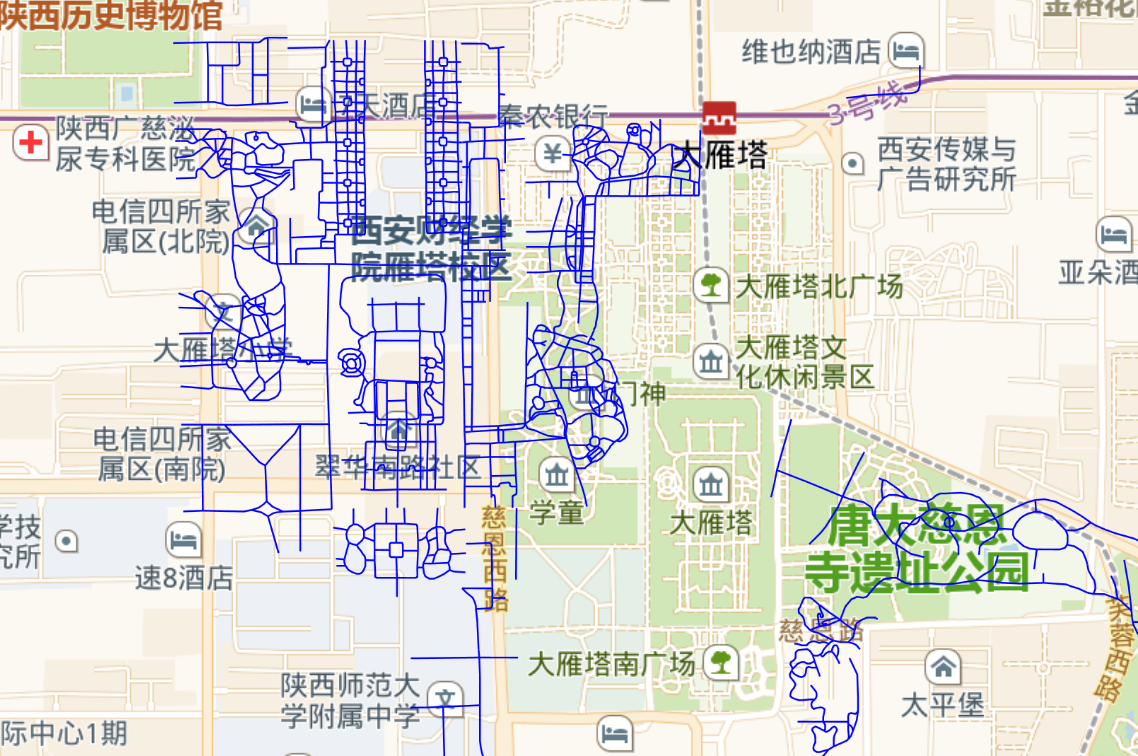 陕西历史博物馆
金裕花
维也纳酒店
7天酒店
秦农银行
3号线
金
陕西广慈泌
尿专科医院
大雁塔
西安传媒与
广告研究所
电信四所家
属区(北院)
西安财经学
院雁塔校区
亚朵酒
大雁塔北广场
文
大雁塔小学
大雁塔文
化休闲景区
门神
电信四所家
属区(南院)
翠华南路社区
学童
大雁塔
慈恩西路
唐大慈恩
寺遗址公园
学技
究所
速8酒店
芙蓉西路
慈恩路
大雁塔南广场
陕西师范大
学附属中学
文
太平堡
际中心1期